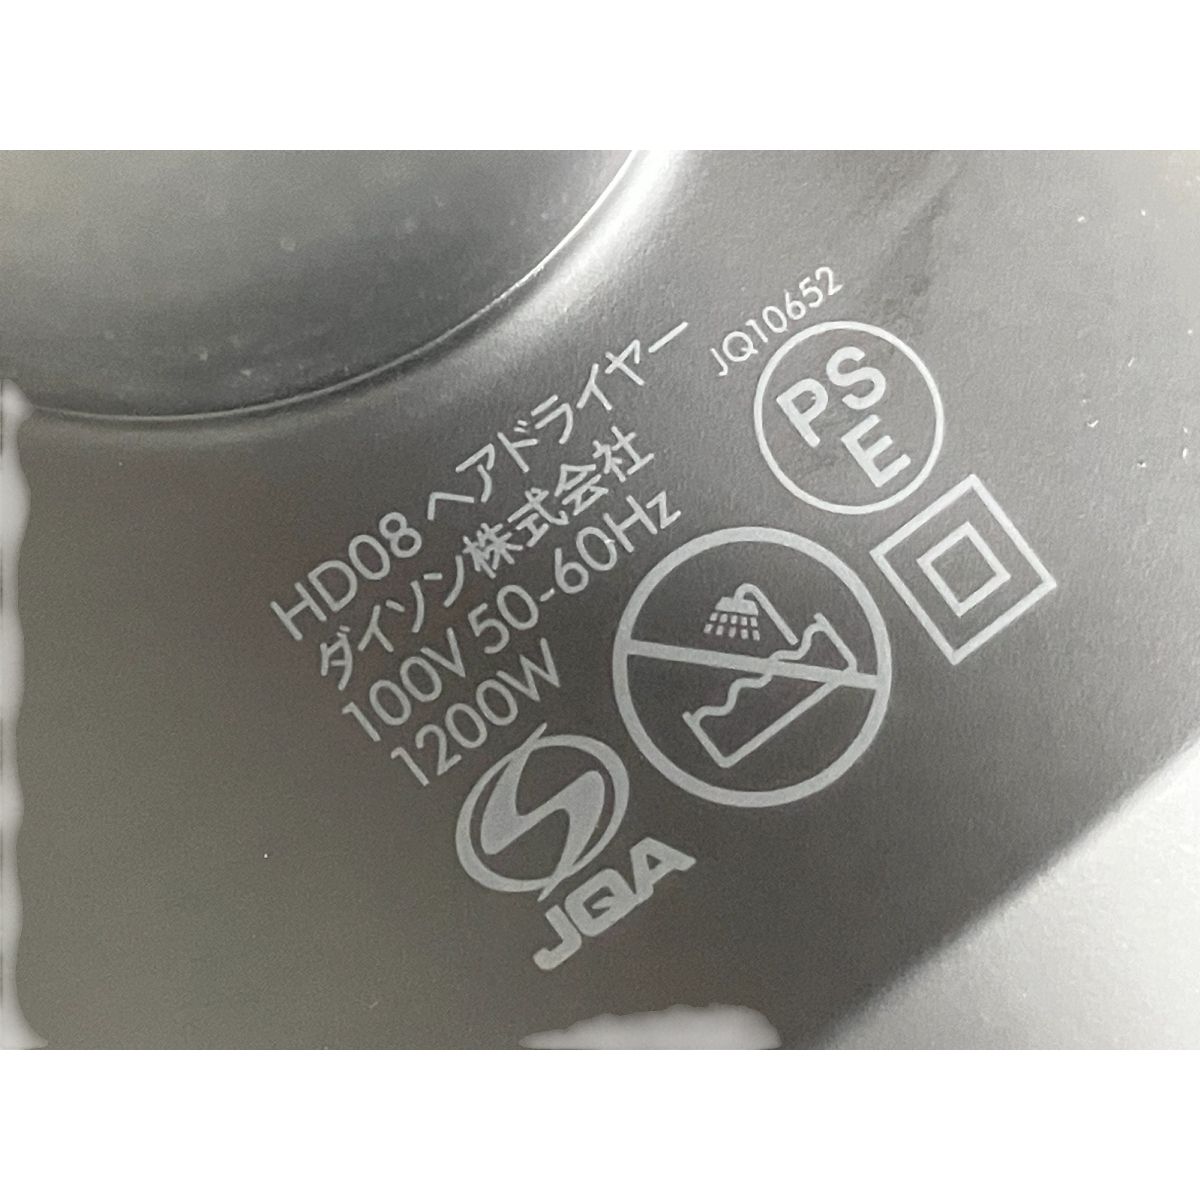 HD08 ヘアドライヤー
ダイソン株式会社
100V 50-60Hz
1200W
JQA
JQ10652
PS
E